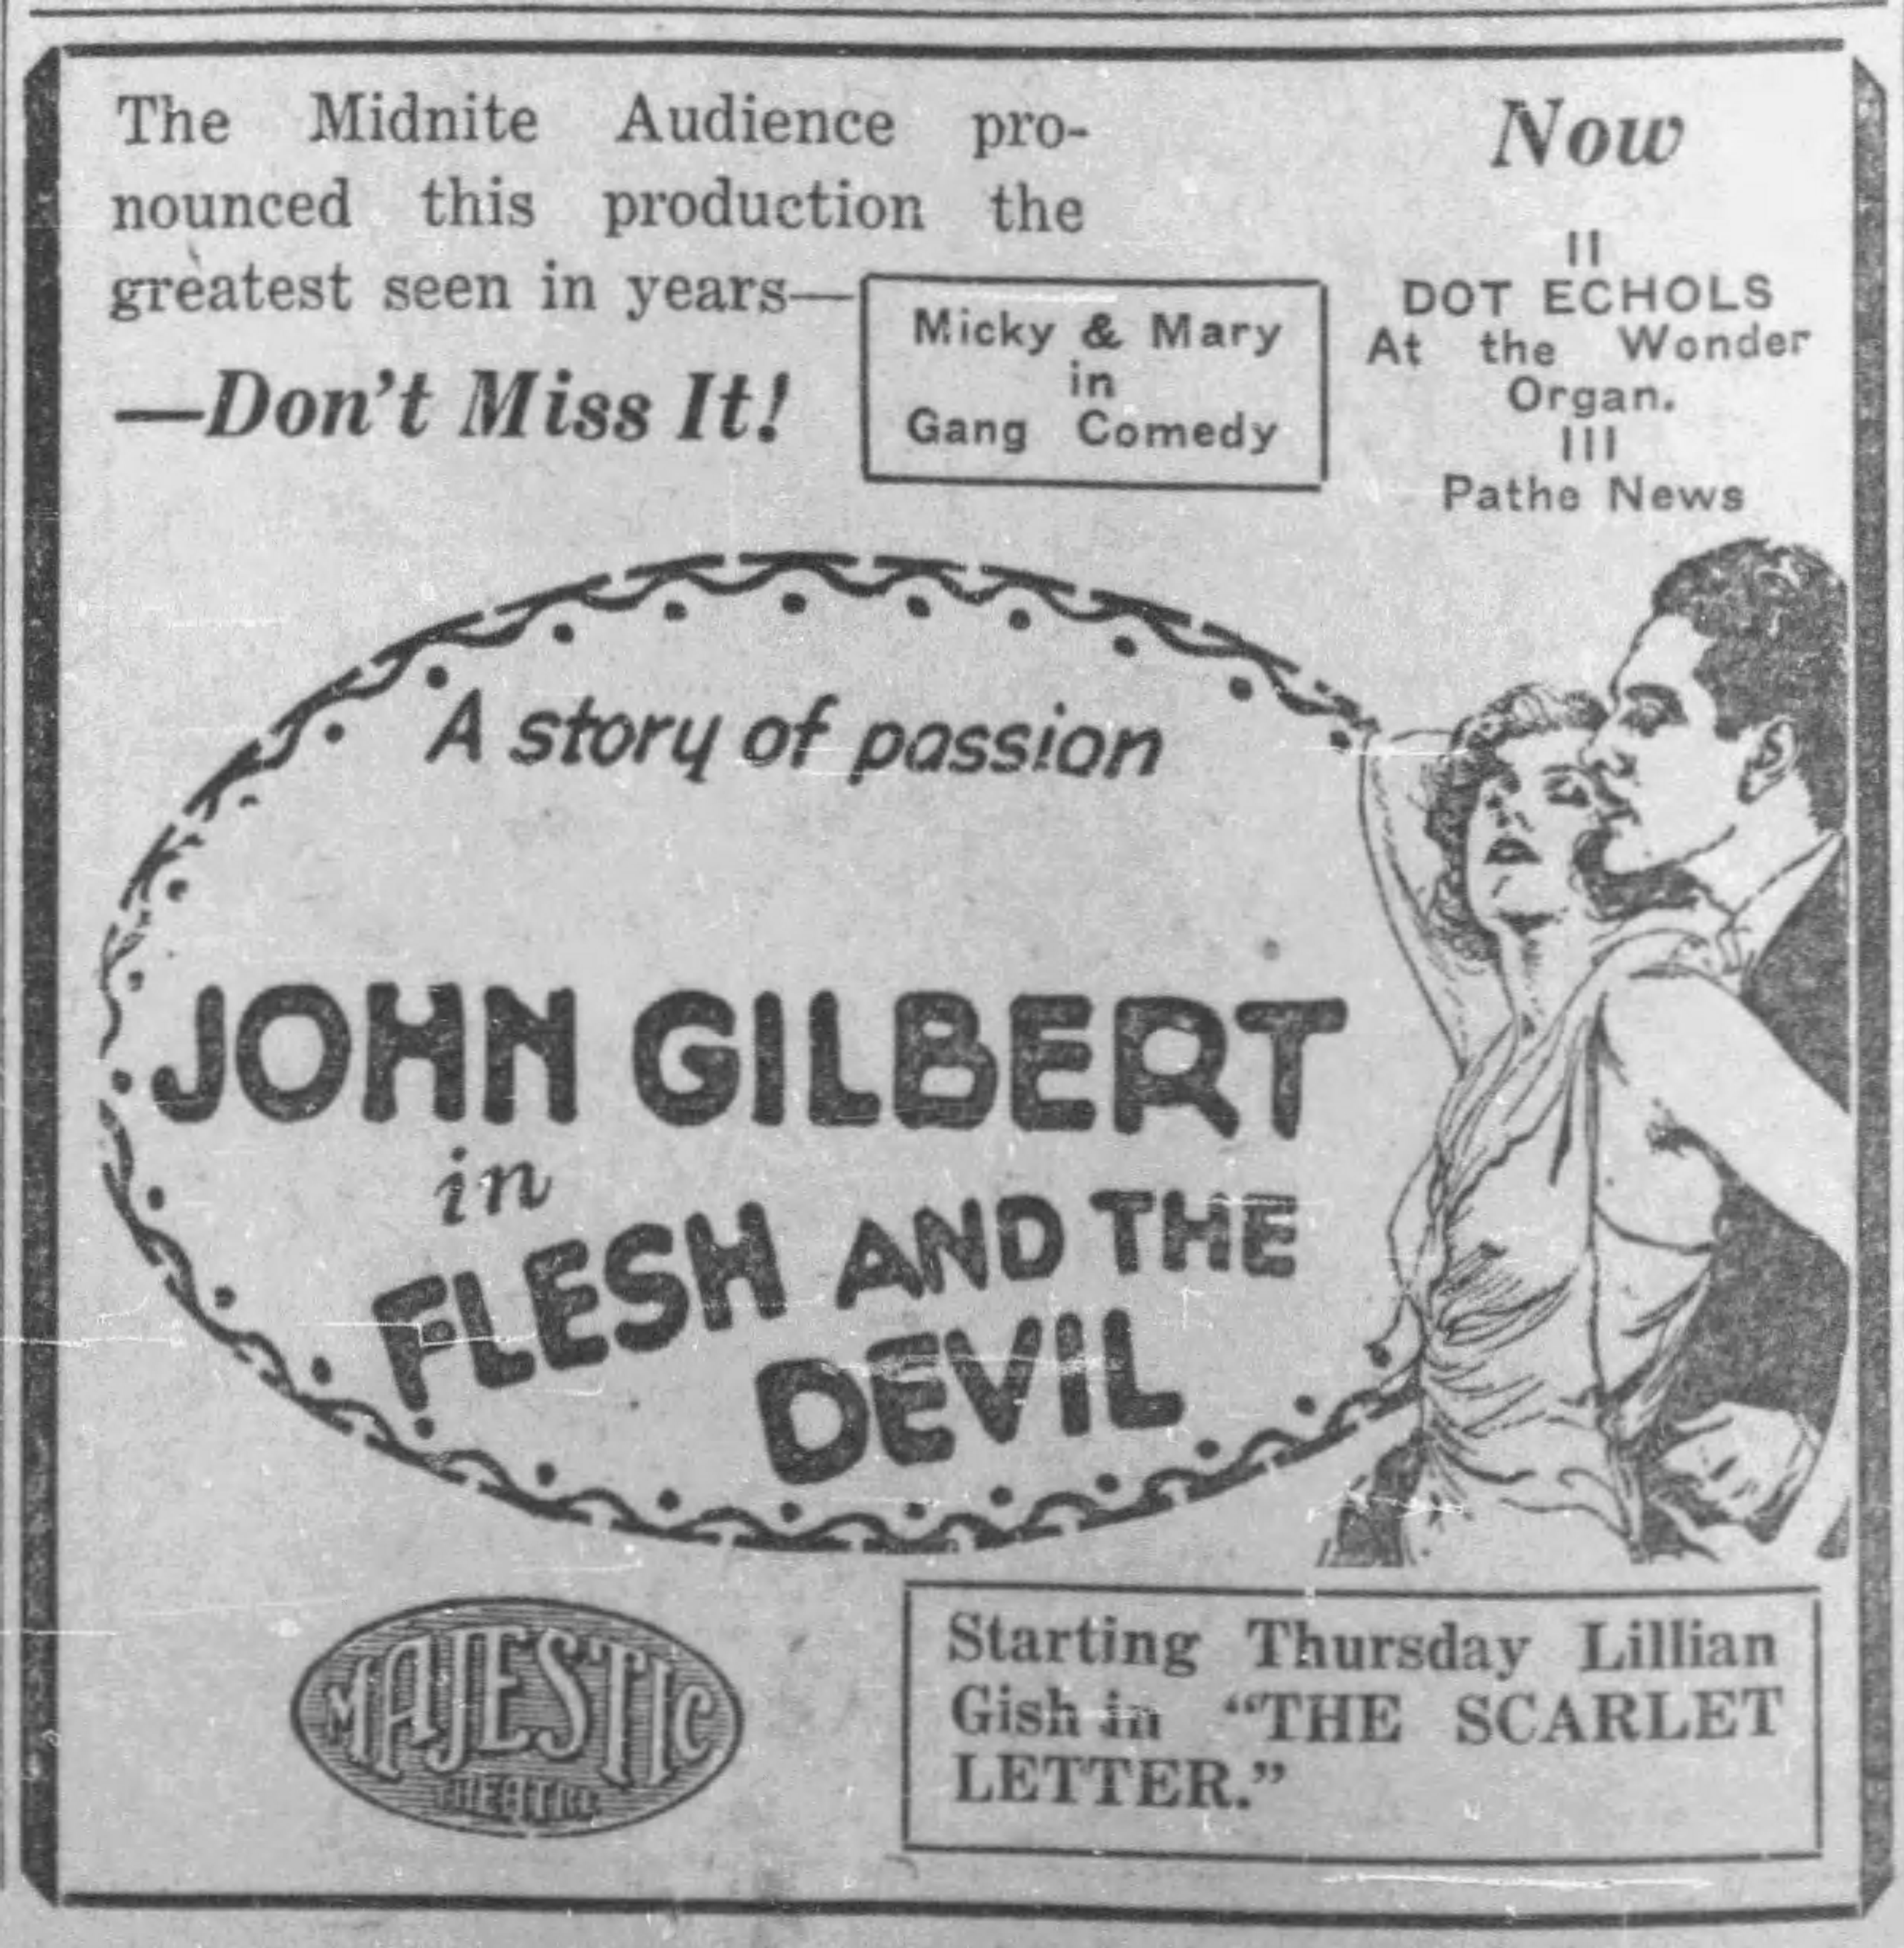 The Midnite Audience pro-
nounced this production the
greatest seen in years—
—Don't Miss It!
Micky & Mary
in
Gang Comedy
Now
II
DOT ECHOLS
At the Wonder
Organ.
III
Pathe News
A story of passion
JOHN GILBERT
in
FLESH AND THE
DEVIL
MAJESTIC
THEATRE
Starting Thursday Lillian
Gish in "THE SCARLET
LETTER."